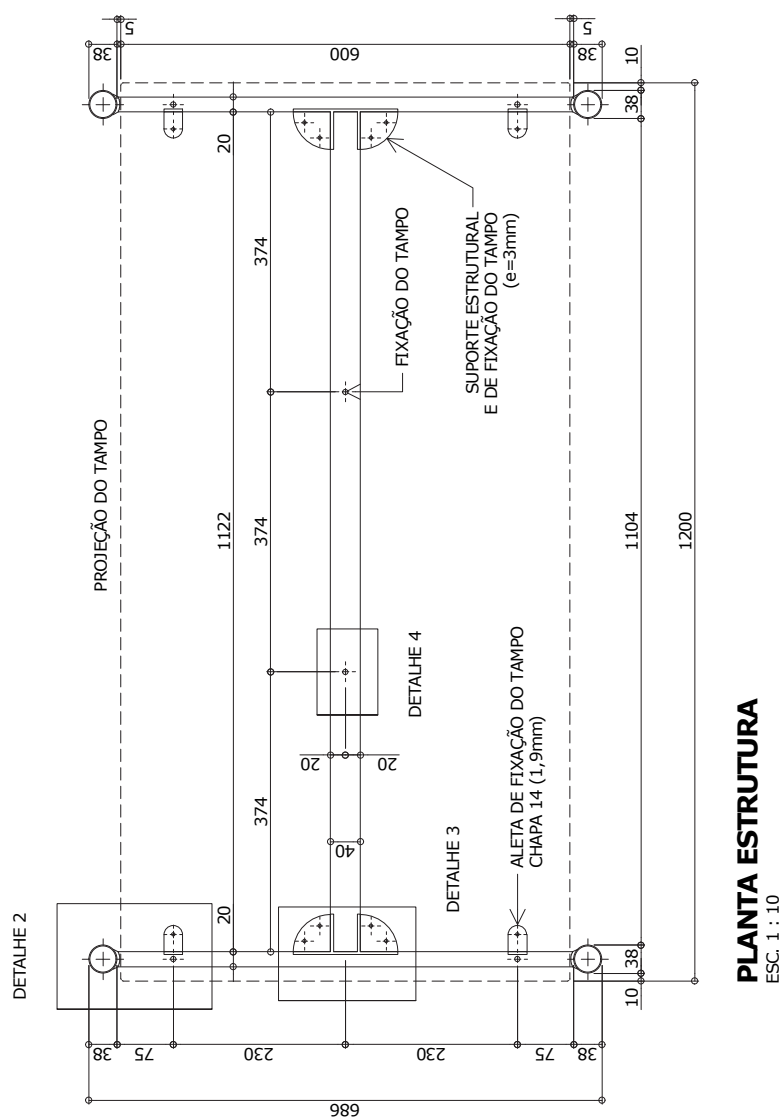 DETALHE 2
PROJEÇÃO DO TAMPO
38
5
600
5
38
20
1122
20
10
38
374
374
374
20
20
40
FIXAÇÃO DO TAMPO
SUPORTE ESTRUTURAL
E DE FIXAÇÃO DO TAMPO
(e=3mm)
DETALHE 4
DETALHE 3
ALETA DE FIXAÇÃO DO TAMPO
CHAPA 14 (1,9mm)
38
75
230
230
75
38
686
10
38
1104
1200
PLANTA ESTRUTURA
ESC. 1 : 10